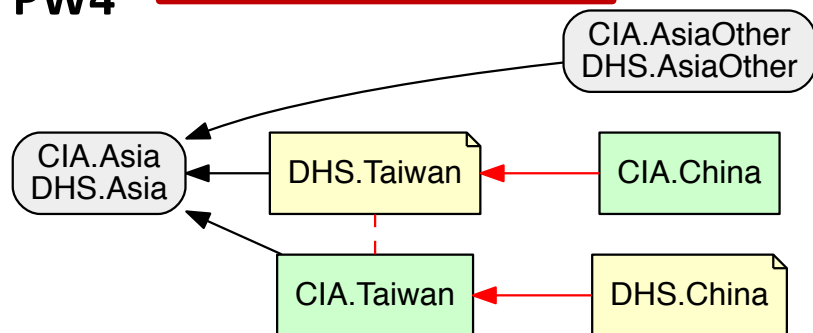 PW4
CIA.AsiaOther
DHS.AsiaOther
CIA.Asia
DHS.Asia
DHS.Taiwan
CIA.China
CIA.Taiwan
DHS.China